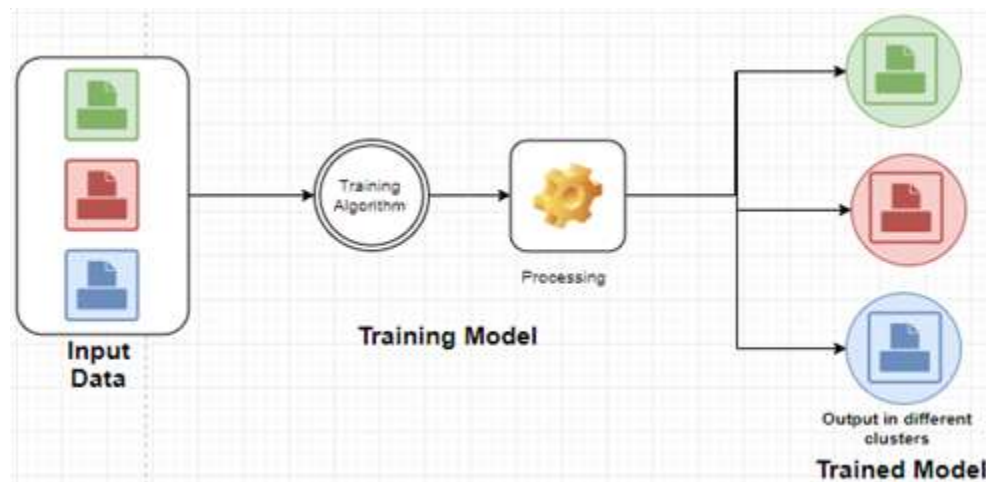 Input
Data
Training
Algorithm
Processing
Training Model
Output in different
clusters
Trained Model